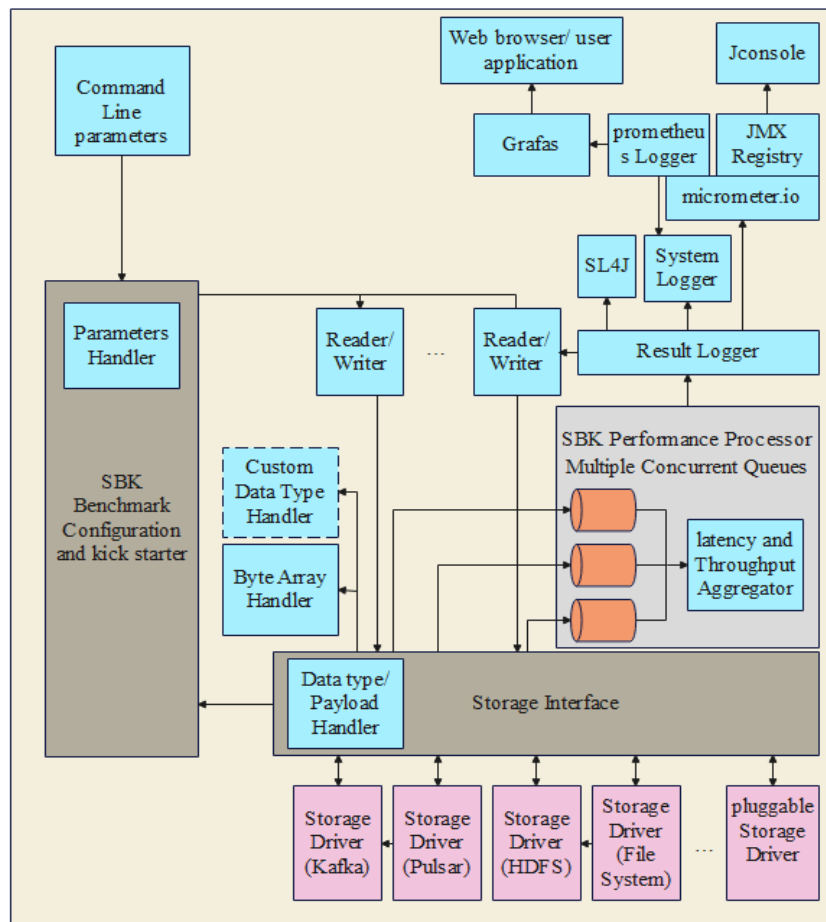 Web browser/ user
application
Jconsole
Command
Line
parameters
Grafas
prometheu
s Logger
JMX
Registry
micrometer.io
SL4J
System
Logger
Parameters
Handler
Reader/
Writer
...
Reader/
Writer
Result Logger
SBK Performance Processor
Multiple Concurrent Queues
Custom
Data Type
Handler
SBK
Benchmark
Configuration
and kick starter
latency and
Throughput
Aggregator
Byte Array
Handler
Data type/
Payload
Handler
Storage Interface
Storage
Driver
(Kafka)
Storage
Driver
(Pulsar)
Storage
Driver
(HDFS)
Storage
Driver
(File
System)
...
pluggable
Storage
Driver